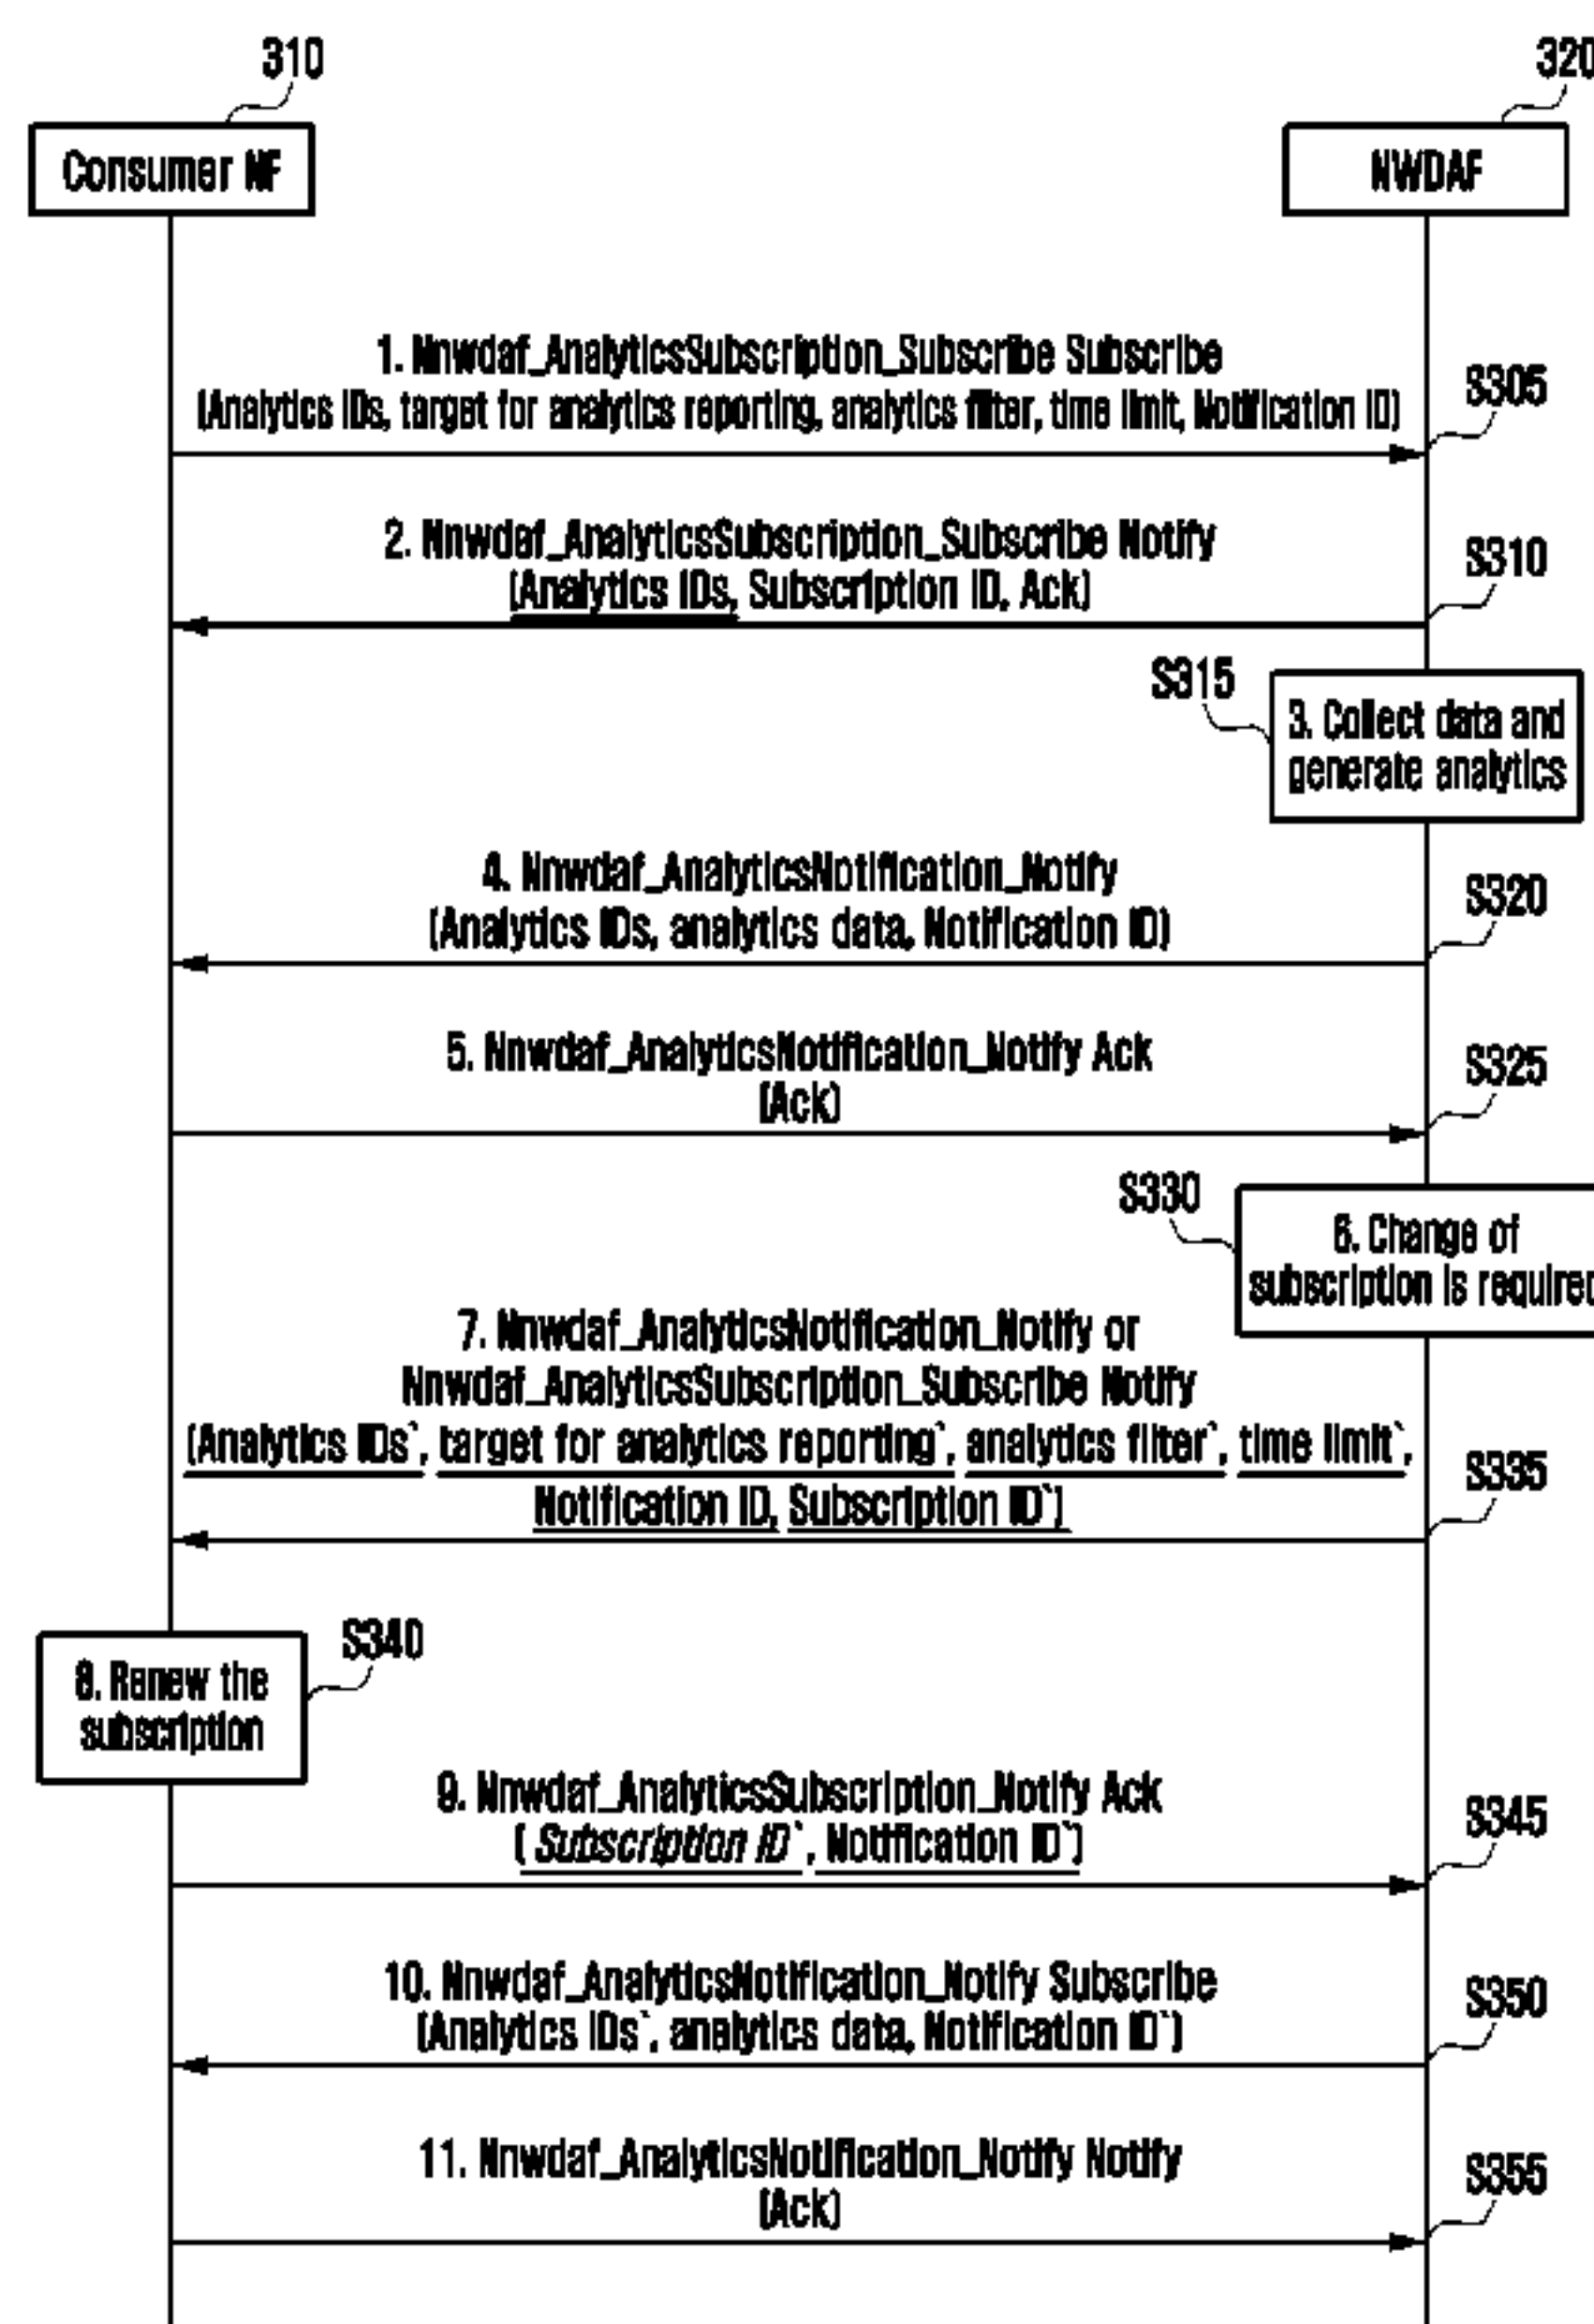 310
320
Consumer NF
NWDAF
1. Nnwdaf_AnalyticsSubscription_Subscribe Subscribe
(Analytics IDs, target for analytics reporting, analytics filter, time limit, Notification ID)
S305
2. Nnwdaf_AnalyticsSubscription_Subscribe Notify
(Analytics IDs, Subscription ID, Ack)
S310
S315
3. Collect data and
generate analytics
4. Nnwdaf_AnalyticsNotification_Notify
(Analytics IDs, analytics data, Notification ID)
S320
5. Nnwdaf_AnalyticsNotification_Notify Ack
(Ack)
S325
S330
6. Change of
subscription is required
7. Nnwdaf_AnalyticsNotification_Notify or
Nnwdaf_AnalyticsSubscription_Subscribe Notify
(Analytics IDs`, target for analytics reporting`, analytics filter`, time limit`,
Notification ID, Subscription ID`)
S335
S340
8. Renew the
subscription
9. Nnwdaf_AnalyticsSubscription_Notify Ack
(Subscription ID`, Notification ID`)
S345
10. Nnwdaf_AnalyticsNotification_Notify Subscribe
(Analytics IDs`, analytics data, Notification ID`)
S350
11. Nnwdaf_AnalyticsNotification_Notify Notify
(Ack)
S355